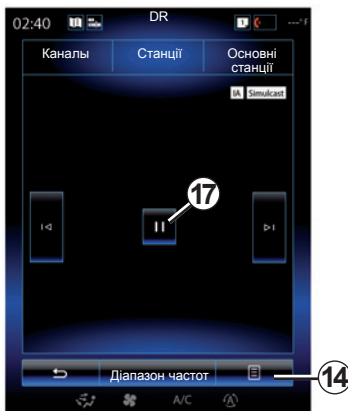 02:40
DR
---°F
Каналы
Станції
Основні
станції
IA Simulcast
17
Діапазон частот
14
A/C